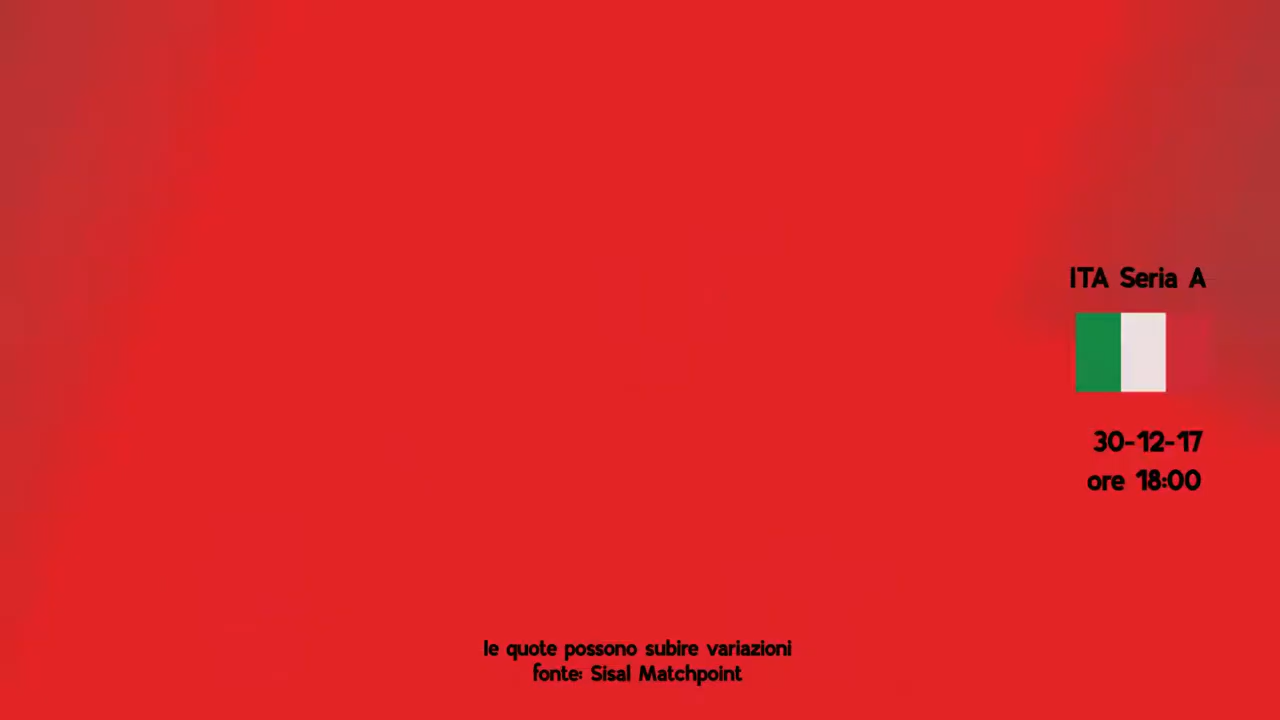 ITA Seria A
30-12-17
ore 18:00
le quote possono subire variazioni
fonte: Sisal Matchpoint